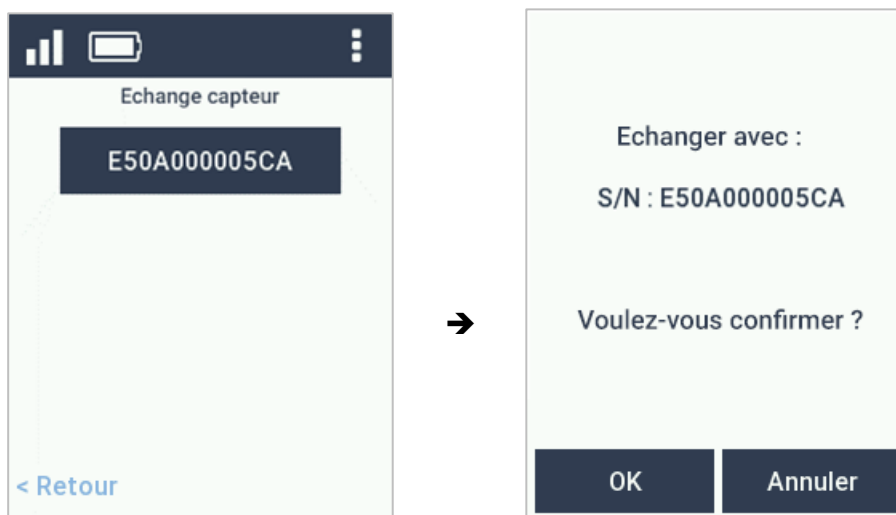 Echange capteur
E50A000005CA
< Retour
➔
Echanger avec :
S/N : E50A000005CA
Voulez-vous confirmer ?
OK
Annuler